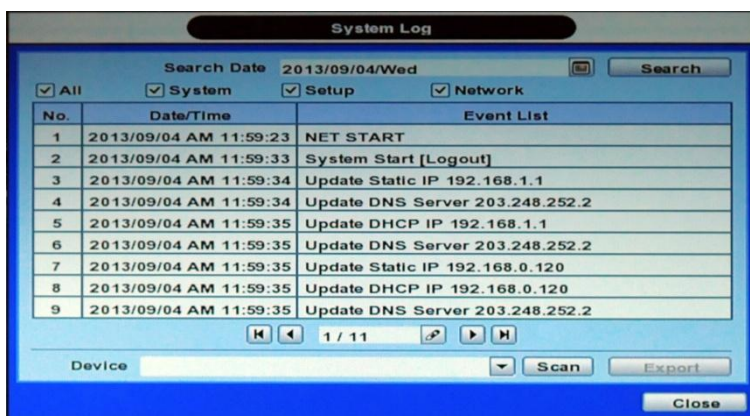 System Log
Search Date 2013/09/04/Wed Search
All System Setup Network
No. Date/Time Event List
1 2013/09/04 AM 11:59:23 NET START
2 2013/09/04 AM 11:59:33 System Start [Logout]
3 2013/09/04 AM 11:59:34 Update Static IP 192.168.1.1
4 2013/09/04 AM 11:59:34 Update DNS Server 203.248.252.2
5 2013/09/04 AM 11:59:35 Update DHCP IP 192.168.1.1
6 2013/09/04 AM 11:59:35 Update DNS Server 203.248.252.2
7 2013/09/04 AM 11:59:35 Update Static IP 192.168.0.120
8 2013/09/04 AM 11:59:35 Update DHCP IP 192.168.0.120
9 2013/09/04 AM 11:59:35 Update DNS Server 203.248.252.2
1 / 11
Device Scan Export
Close